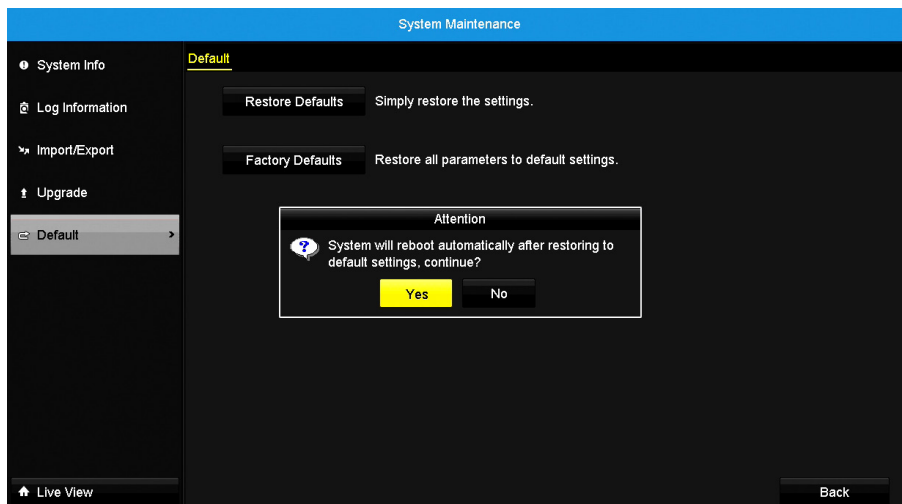 System Maintenance
System Info
Log Information
Import/Export
Upgrade
Default
Default
Restore Defaults Simply restore the settings.
Factory Defaults Restore all parameters to default settings.
Attention
System will reboot automatically after restoring to
default settings, continue?
Yes No
Live View
Back